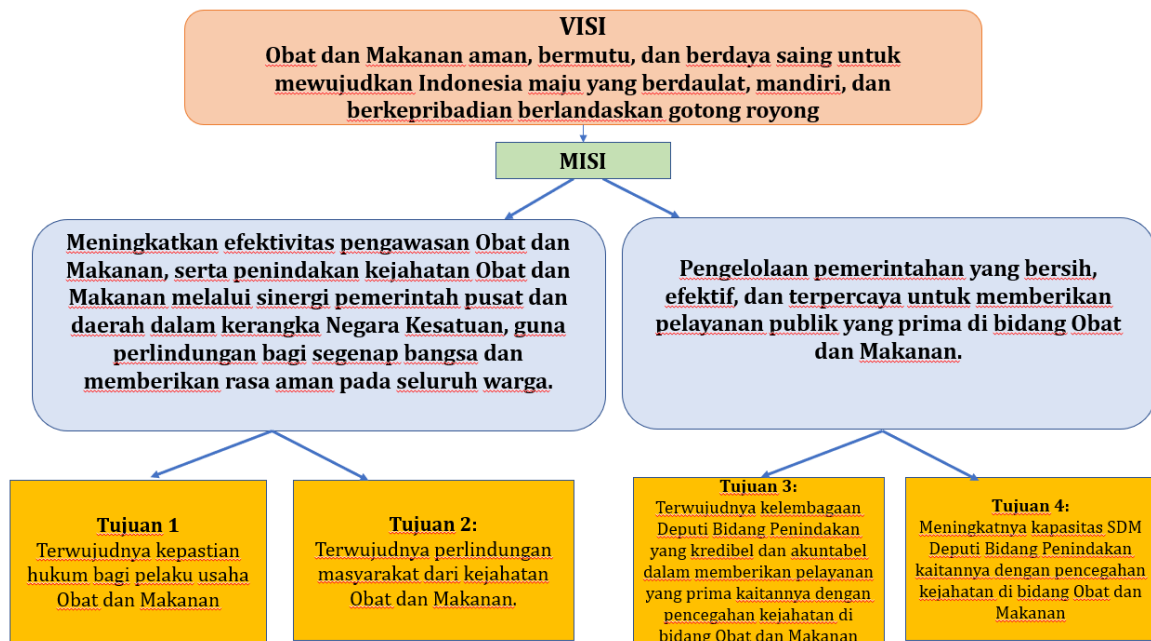 VISI
Obat dan Makanan aman, bermutu, dan berdaya saing untuk
mewujudkan Indonesia maju yang berdaulat, mandiri, dan
berkepribadian berlandaskan gotong royong
MISI
Meningkatkan efektivitas pengawasan Obat dan
Makanan, serta penindakan kejahatan Obat dan
Makanan melalui sinergi pemerintah pusat dan
daerah dalam kerangka Negara Kesatuan, guna
perlindungan bagi segenap bangsa dan
memberikan rasa aman pada seluruh warga.
Pengelolaan pemerintahan yang bersih,
efektif, dan terpercaya untuk memberikan
pelayanan publik yang prima di bidang Obat
dan Makanan.
Tujuan 1
Terwujudnya kepastian
hukum bagi pelaku usaha
Obat dan Makanan
Tujuan 2:
Terwujudnya perlindungan
masyarakat dari kejahatan
Obat dan Makanan.
Tujuan 3:
Terwujudnya kelembagaan
Deputi Bidang Penindakan
yang kredibel dan akuntabel
dalam memberikan pelayanan
yang prima kaitannya dengan
pencegahan kejahatan di
bidang Obat dan Makanan
Tujuan 4:
Meningkatnya kapasitas SDM
Deputi Bidang Penindakan
kaitannya dengan pencegahan
kejahatan di bidang Obat dan
Makanan